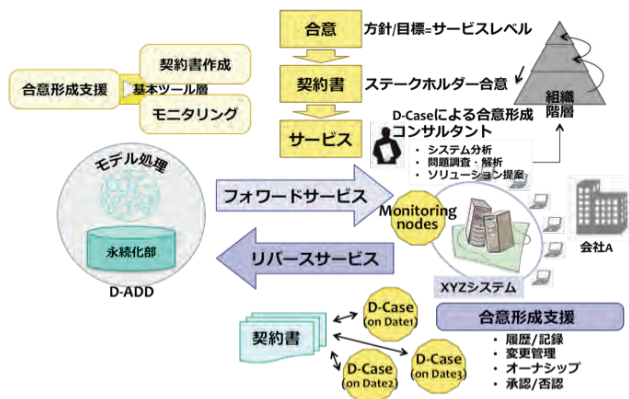 合意
方針/目標=サービスレベル
契約書作成
合意形成支援
基本ツール層
モニタリング
契約書
ステークホルダー合意
組織
階層
サービス
D-Caseによる合意形成
コンサルタント
• システム分析
• 問題調査・解析
• ソリューション提案
モデル処理
永続化部
D-ADD
フォワードサービス
リバースサービス
Monitoring
nodes
XYZシステム
会社A
契約書
D-Case
(on Date1)
D-Case
(on Date2)
D-Case
(on Date3)
合意形成支援
• 履歴/記録
• 変更管理
• オーナシップ
• 承認/否認